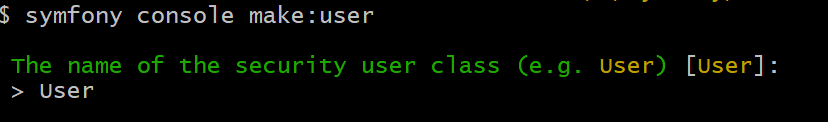 $ symfony console make:user
The name of the security user class (e.g. User) [User]:
> User